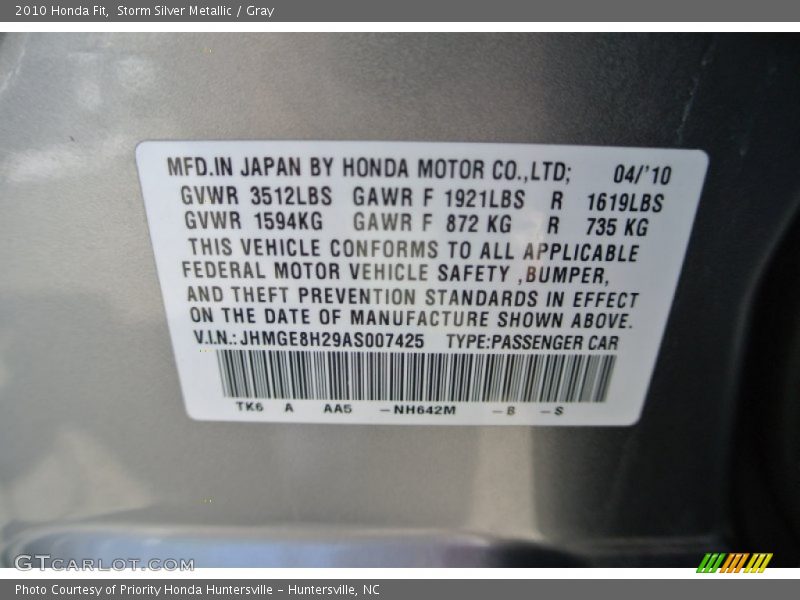 2010 Honda Fit, Storm Silver Metallic / Gray
MFD.IN JAPAN BY HONDA MOTOR CO.,LTD; 04/'10
GVWR 3512LBS GAWR F 1921LBS R 1619LBS
GVWR 1594KG GAWR F 872 KG R 735 KG
THIS VEHICLE CONFORMS TO ALL APPLICABLE
FEDERAL MOTOR VEHICLE SAFETY ,BUMPER,
AND THEFT PREVENTION STANDARDS IN EFFECT
ON THE DATE OF MANUFACTURE SHOWN ABOVE.
V.I.N.:JHMGE8H29AS007425 TYPE:PASSENGER CAR
TK6 A AA5 -NH642M -B -S
GTCARLOT.COM
Photo Courtesy of Priority Honda Huntersville - Huntersville, NC